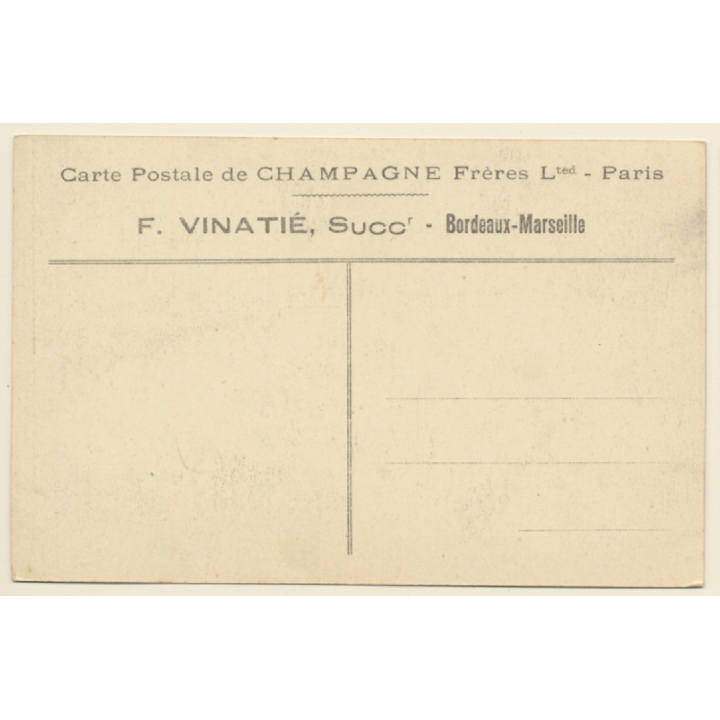 Carte Postale de CHAMPAGNE Frères Lted - Paris
F. VINATIÉ, Succr - Bordeaux-Marseille